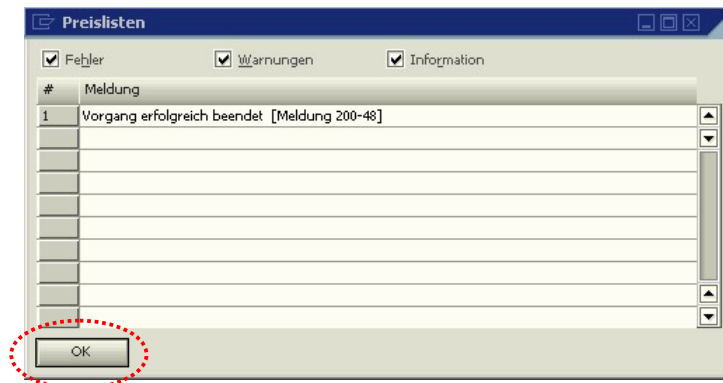 Preislisten
Fehler Warnungen Information
# Meldung
1 Vorgang erfolgreich beendet [Meldung 200-48]
OK